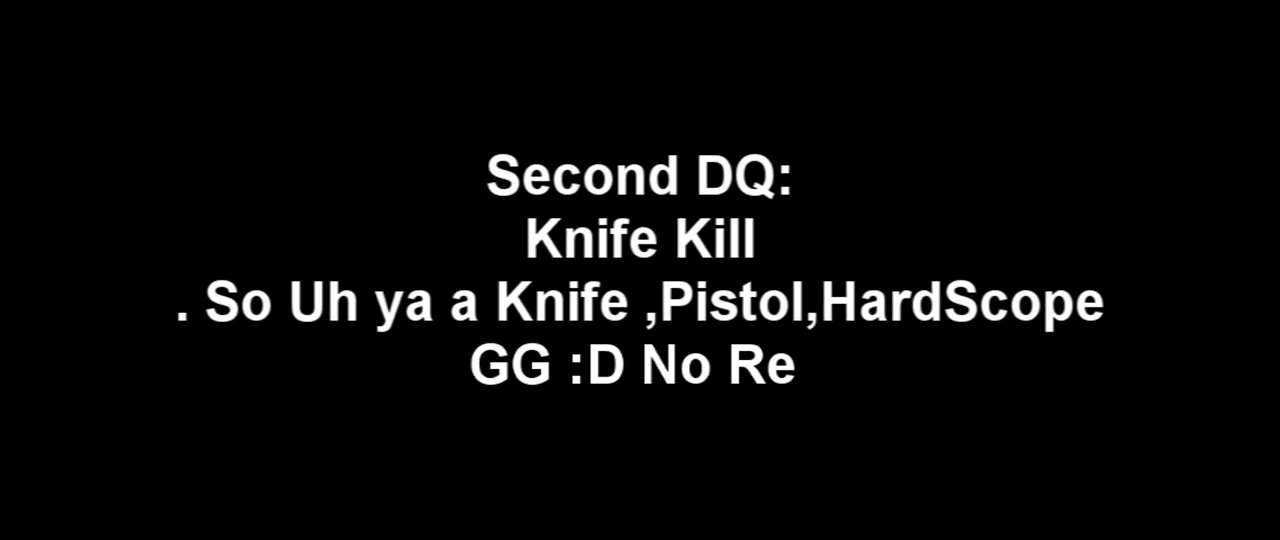 Second DQ:
Knife Kill
. So Uh ya a Knife ,Pistol,HardScope
GG :D No Re